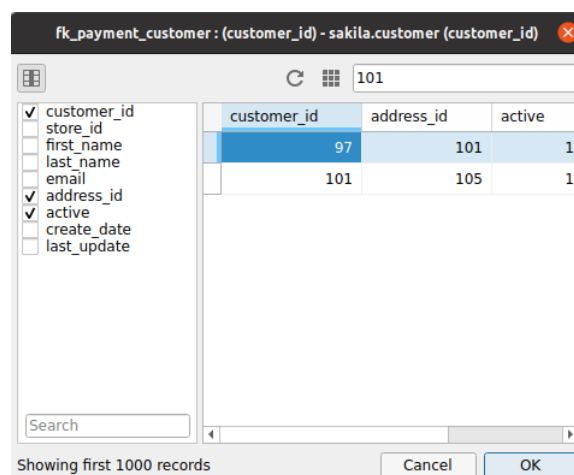 fk_payment_customer : (customer_id) - sakila.customer (customer_id)
101
customer_id
store_id
first_name
last_name
email
address_id
active
create_date
last_update
Search
customer_id address_id active
97 101 1
101 105 1
Showing first 1000 records
Cancel OK